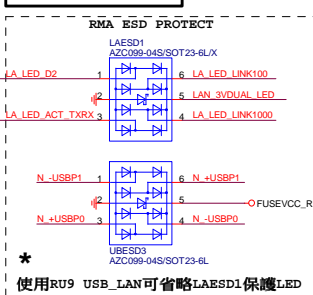 RMA ESD PROTECT
LAESD1
AZC099-04S/SOT23-6L/X
LA_LED_D2 1 6 LA_LED_LINK100
2 5 LAN_3VDUAL_LED
LA_LED_ACT_TXRX 3 4 LA_LED_LINK1000
N_-USBP1 1 6 N_+USBP1
2 5 FUSEVCC_R
N_+USBP0 3 4 N_-USBP0
UBESD3
AZC099-04S/SOT23-6L
*
使用RU9 USB_LAN可省略LAESD1保護LED